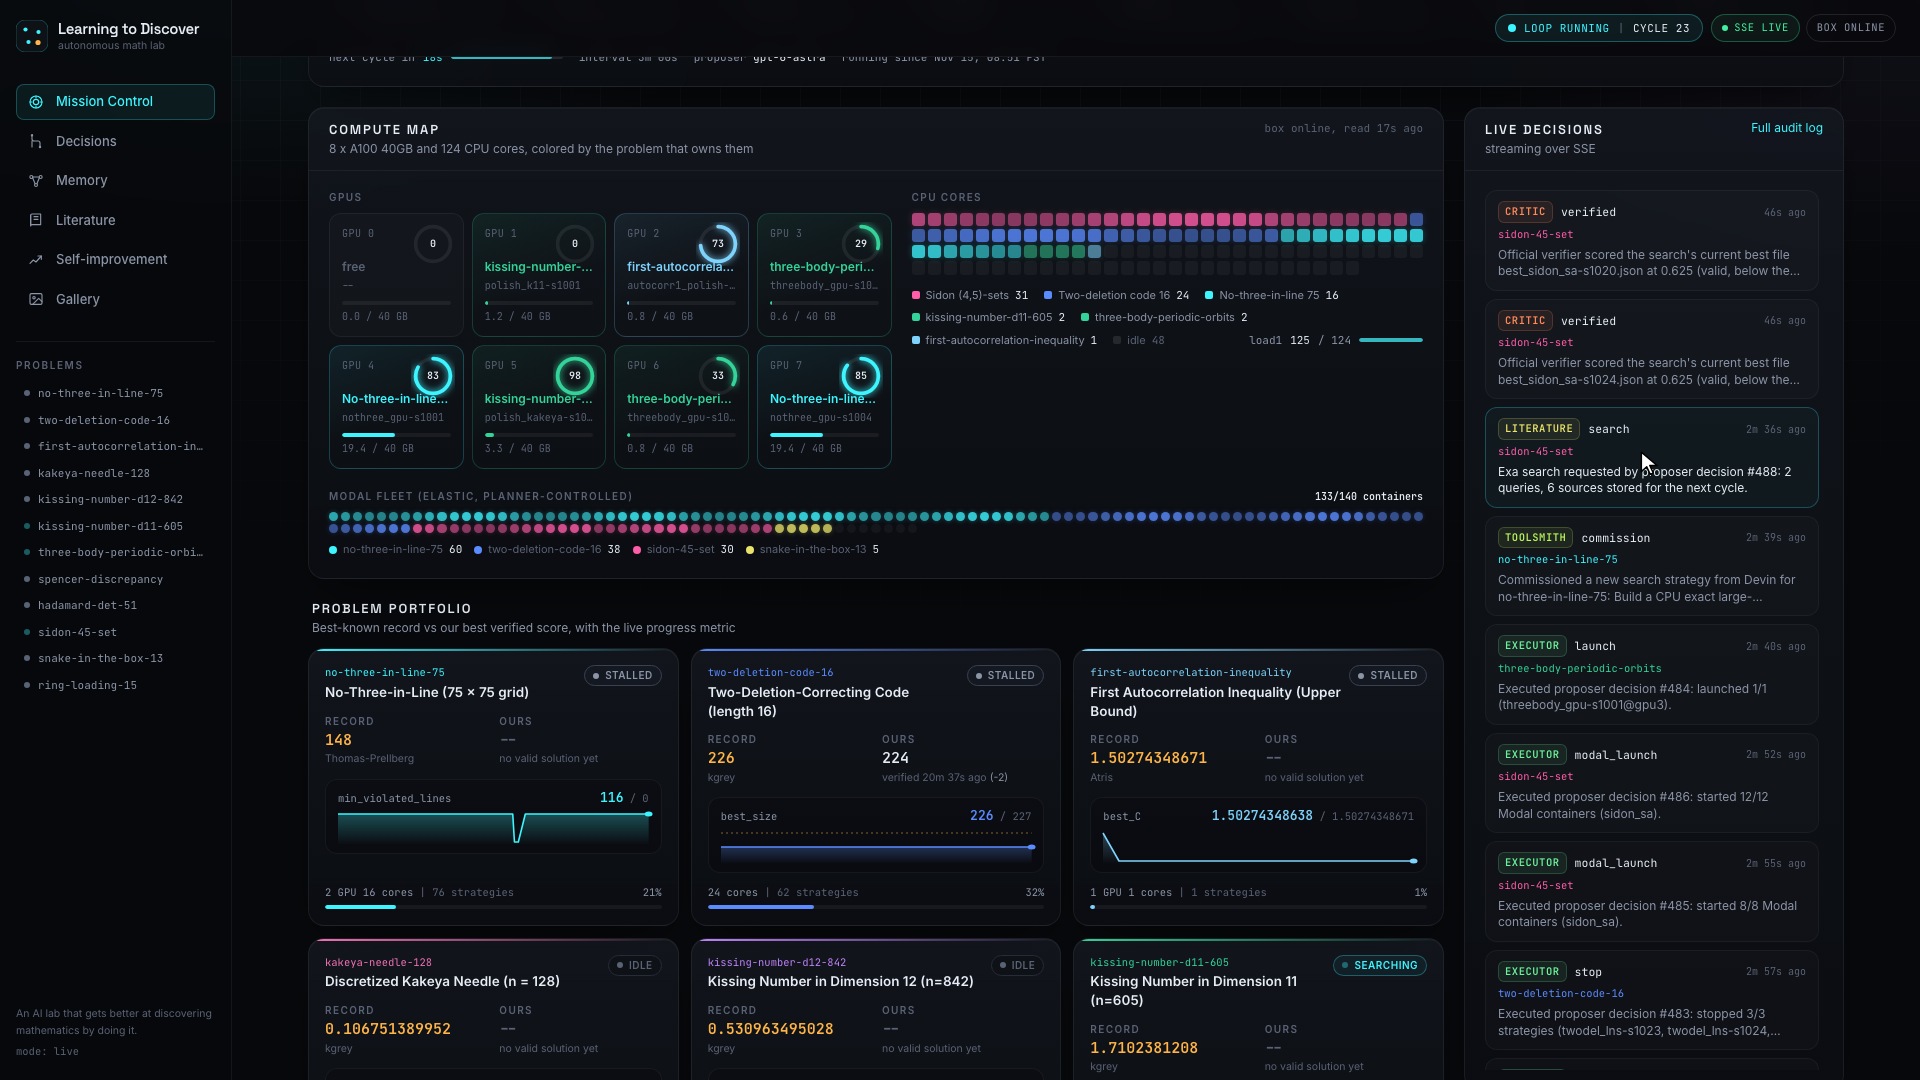 Learning to Discover
autonomous math lab
Mission Control
Decisions
Memory
Literature
Self-improvement
Gallery
PROBLEMS
no-three-in-line-75
two-deletion-code-16
first-autocorrelation-in…
kakeya-needle-128
kissing-number-d12-842
kissing-number-d11-605
three-body-periodic-orbi…
spencer-discrepancy
hadamard-det-51
sidon-45-set
snake-in-the-box-13
ring-loading-15
An AI lab that gets better at discovering
mathematics by doing it.
mode: live
LOOP RUNNING | CYCLE 23
SSE LIVE
BOX ONLINE
next cycle in 18s interval 3m 00s proposer gpt-6-astra running since Nov 15, 08:51 PST
COMPUTE MAP
box online, read 17s ago
8 x A100 40GB and 124 CPU cores, colored by the problem that owns them
GPUS
GPU 0
0
free
--
0.0 / 40 GB
GPU 1
0
kissing-number-…
polish_k11-s1001
1.2 / 40 GB
GPU 2
73
first-autocorrela…
autocorr1_polish-…
0.8 / 40 GB
GPU 3
29
three-body-peri…
threebody_gpu-s10…
0.6 / 40 GB
GPU 4
83
No-three-in-line…
nothree_gpu-s1001
19.4 / 40 GB
GPU 5
98
kissing-number-…
polish_kakeya-s10…
3.3 / 40 GB
GPU 6
33
three-body-peri…
threebody_gpu-s10…
0.8 / 40 GB
GPU 7
85
No-three-in-line…
nothree_gpu-s1004
19.4 / 40 GB
CPU CORES
Sidon (4,5)-sets 31 Two-deletion code 16 24 No-three-in-line 75 16
kissing-number-d11-605 2 three-body-periodic-orbits 2
first-autocorrelation-inequality 1 idle 48 load1 125 / 124
MODAL FLEET (ELASTIC, PLANNER-CONTROLLED)
133/140 containers
no-three-in-line-75 60 two-deletion-code-16 38 sidon-45-set 30 snake-in-the-box-13 5
PROBLEM PORTFOLIO
Best-known record vs our best verified score, with the live progress metric
no-three-in-line-75
STALLED
No-Three-in-Line (75 × 75 grid)
RECORD
OURS
148
--
Thomas-Prellberg
no valid solution yet
min_violated_lines
116 / 0
2 GPU 16 cores | 76 strategies
21%
two-deletion-code-16
STALLED
Two-Deletion-Correcting Code
(length 16)
RECORD
OURS
226
224
kgrey
verified 20m 37s ago (-2)
best_size
226 / 227
24 cores | 62 strategies
32%
first-autocorrelation-inequality
STALLED
First Autocorrelation Inequality (Upper
Bound)
RECORD
OURS
1.50274348671
--
Atris
no valid solution yet
best_C
1.50274348638 / 1.50274348671
1 GPU 1 cores | 1 strategies
1%
kakeya-needle-128
IDLE
Discretized Kakeya Needle (n = 128)
RECORD
OURS
0.106751389952
--
kgrey
no valid solution yet
kissing-number-d12-842
IDLE
Kissing Number in Dimension 12 (n=842)
RECORD
OURS
0.530963495028
--
kgrey
no valid solution yet
kissing-number-d11-605
SEARCHING
Kissing Number in Dimension 11
(n=605)
RECORD
OURS
1.7102381208
--
kgrey
no valid solution yet
LIVE DECISIONS
Full audit log
streaming over SSE
CRITIC verified 46s ago
sidon-45-set
Official verifier scored the search's current best file
best_sidon_sa-s1020.json at 0.625 (valid, below the…
CRITIC verified 46s ago
sidon-45-set
Official verifier scored the search's current best file
best_sidon_sa-s1024.json at 0.625 (valid, below the…
LITERATURE search 2m 36s ago
sidon-45-set
Exa search requested by proposer decision #488: 2
queries, 6 sources stored for the next cycle.
TOOLSMITH commission 2m 39s ago
no-three-in-line-75
Commissioned a new search strategy from Devin for
no-three-in-line-75: Build a CPU exact large-…
EXECUTOR launch 2m 40s ago
three-body-periodic-orbits
Executed proposer decision #484: launched 1/1
(threebody_gpu-s1001@gpu3).
EXECUTOR modal_launch 2m 52s ago
sidon-45-set
Executed proposer decision #486: started 12/12
Modal containers (sidon_sa).
EXECUTOR modal_launch 2m 55s ago
sidon-45-set
Executed proposer decision #485: started 8/8 Modal
containers (sidon_sa).
EXECUTOR stop 2m 57s ago
two-deletion-code-16
Executed proposer decision #483: stopped 3/3
strategies (twodel_lns-s1023, twodel_lns-s1024,…